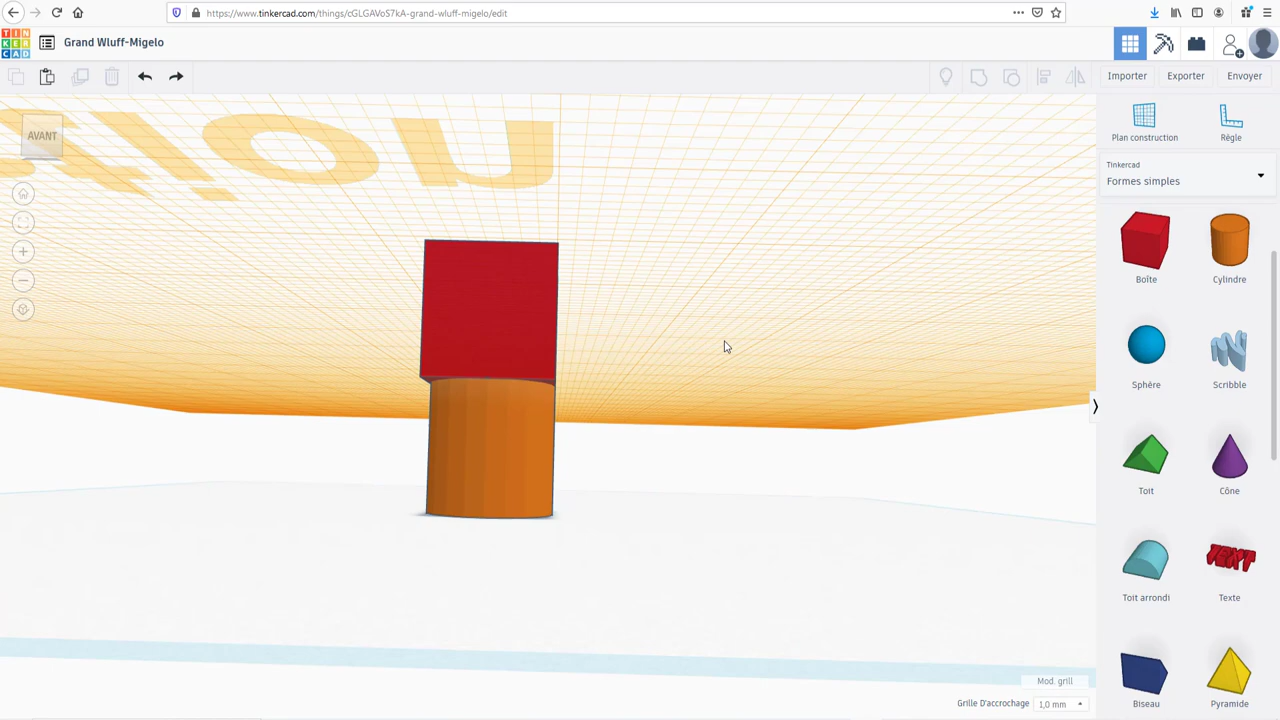 https://www.tinkercad.com/things/cGLGAVoS7kA-grand-wluff-migelo/edit
TIN
KER
CAD
Grand Wluff-Migelo
Importer
Exporter
Envoyer
AVANT
Plan construction
Règle
Tinkercad
Formes simples
Boîte
Cylindre
Sphère
Scribble
Toit
Cône
TEXT
Toit arrondi
Texte
Biseau
Pyramide
Mod. grill
Grille D'accrochage
1,0 mm